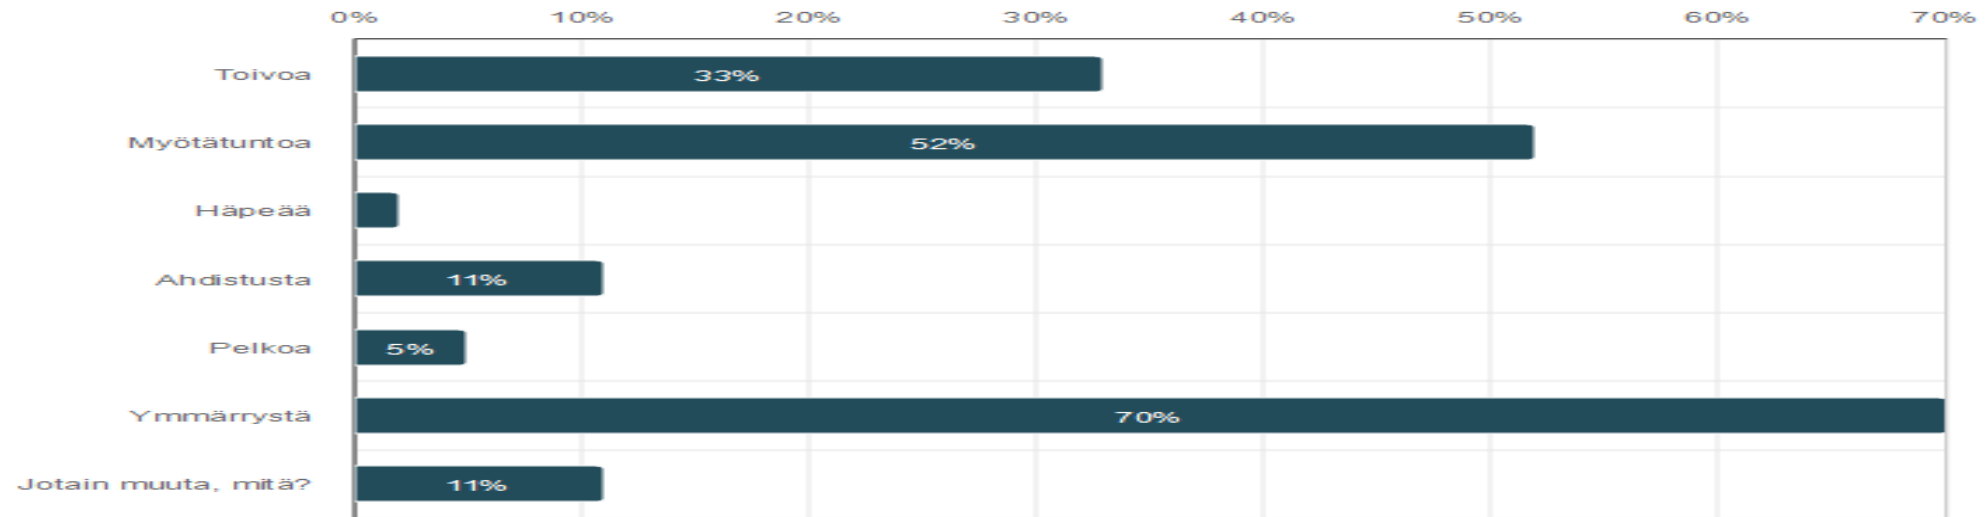 0% 10% 20% 30% 40% 50% 60% 70%
Toivoa 33%
Myötätuntoa 52%
Häpeää
Ahdistusta 11%
Pelkoa 5%
Ymmärrystä 70%
Jotain muuta, mitä? 11%